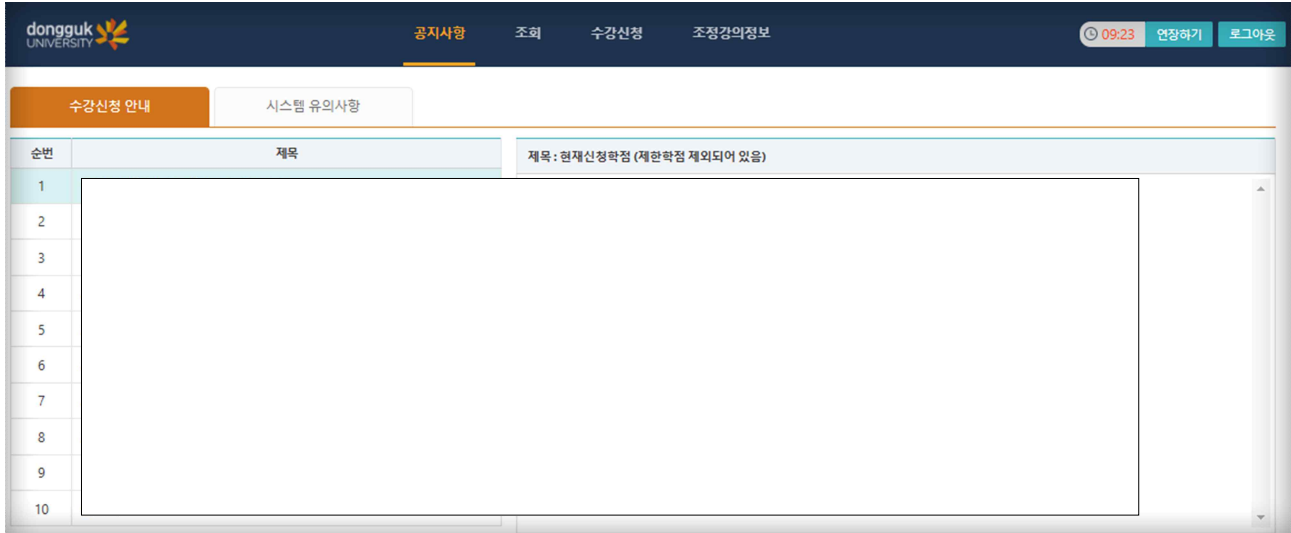 dongguk
UNIVERSITY
공지사항 조회 수강신청 조정강의정보
09:23 연장하기 로그아웃
수강신청 안내 시스템 유의사항
순번 제목
제목 : 현재신청학점 (제한학점 제외되어 있음)
1
2
3
4
5
6
7
8
9
10